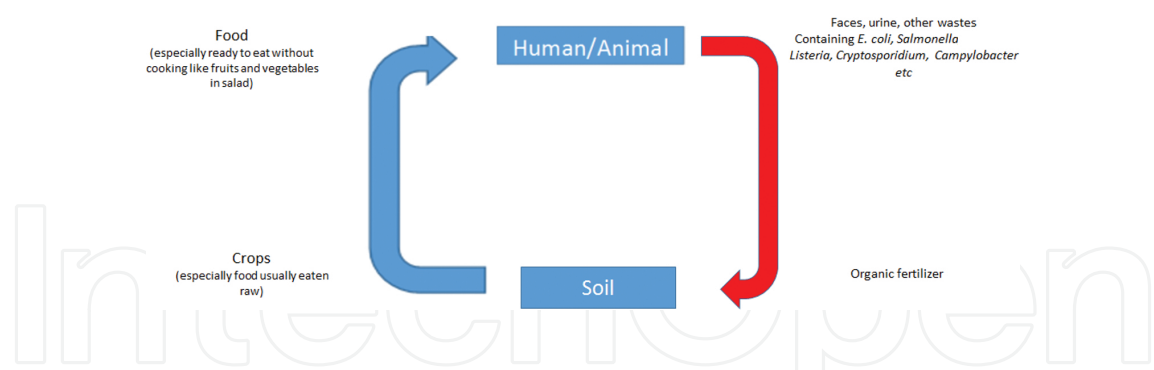 Food
(especially ready to eat without
cooking like fruits and vegetables
in salad)
Human/Animal
Faces, urine, other wastes
Containing E. coli, Salmonella
Listeria, Cryptosporidium, Campylobacter
etc
Crops
(especially food usually eaten
raw)
Soil
Organic fertilizer
IntechOpen